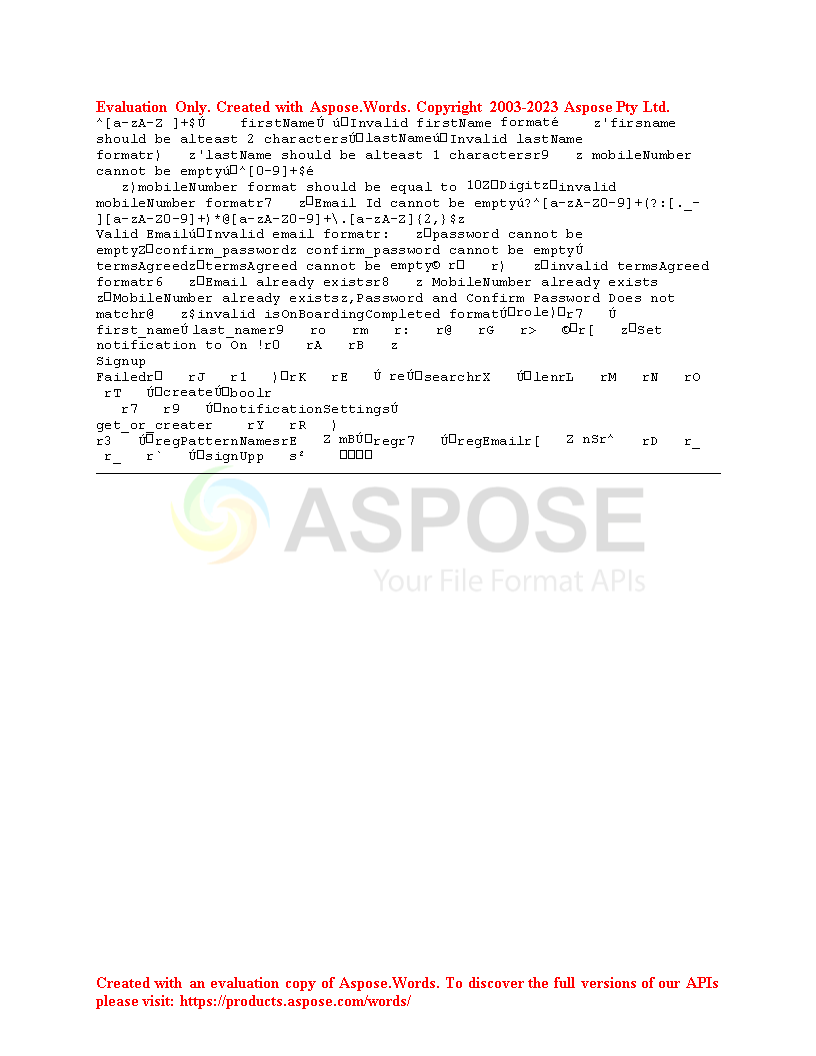 Evaluation Only. Created with Aspose.Words. Copyright 2003-2023 Aspose Pty Ltd.
^[a-zA-Z ]+$Ú    firstNameÚ ú□Invalid firstName formaté    z'firsname
should be alteast 2 charactersÚ□lastNameú□Invalid lastName
formatr)   z'lastName should be alteast 1 charactersr9   z mobileNumber
cannot be emptyú□^[0-9]+$é
   z)mobileNumber format should be equal to 10Z□Digitz□invalid
mobileNumber formatr7   z□Email Id cannot be emptyú?^[a-zA-Z0-9]+(?:[._-
][a-zA-Z0-9]+)*@[a-zA-Z0-9]+\.[a-zA-Z]{2,}$z
Valid Emailú□Invalid email formatr:   z□password cannot be
emptyZ□confirm_passwordz confirm_password cannot be emptyÚ
termsAgreedz□termsAgreed cannot be empty© r□   r)   z□invalid termsAgreed
formatr6   z□Email already existsr8   z MobileNumber already exists
z□MobileNumber already existsz,Password and Confirm Password Does not
matchr@   z$invalid isOnBoardingCompleted formatÚ□role)□r7   Ú
first_nameÚ last_namer9   ro   rm   r:   r@   rG   r>   ©□r[   z□Set
notification to On !r0   rA   rB   z
Signup
Failedr□   rJ   r1   )□rK   rE   Ú reÚ□searchrX   Ú□lenrL   rM   rN   rO
 rT   Ú□createÚ□boolr
   r7   r9   Ú□notificationSettingsÚ
get_or_creater    rY   rR   )
r3   Ú□regPatternNamesrE   Z mBÚ□regr7   Ú□regEmailr[   Z nSr^   rD   r_
 r_   r`   Ú□signUpp   s²    □□□□
ASPOSE
Your File Format APIs
Created with an evaluation copy of Aspose.Words. To discover the full versions of our APIs
please visit: https://products.aspose.com/words/